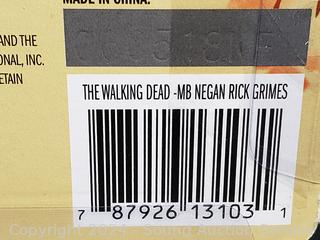 MADE IN CHINA.
AND THE
ONAL, INC.
ETAIN
THE WALKING DEAD -MB NEGAN RICK GRIMES
7 87926 13103 1